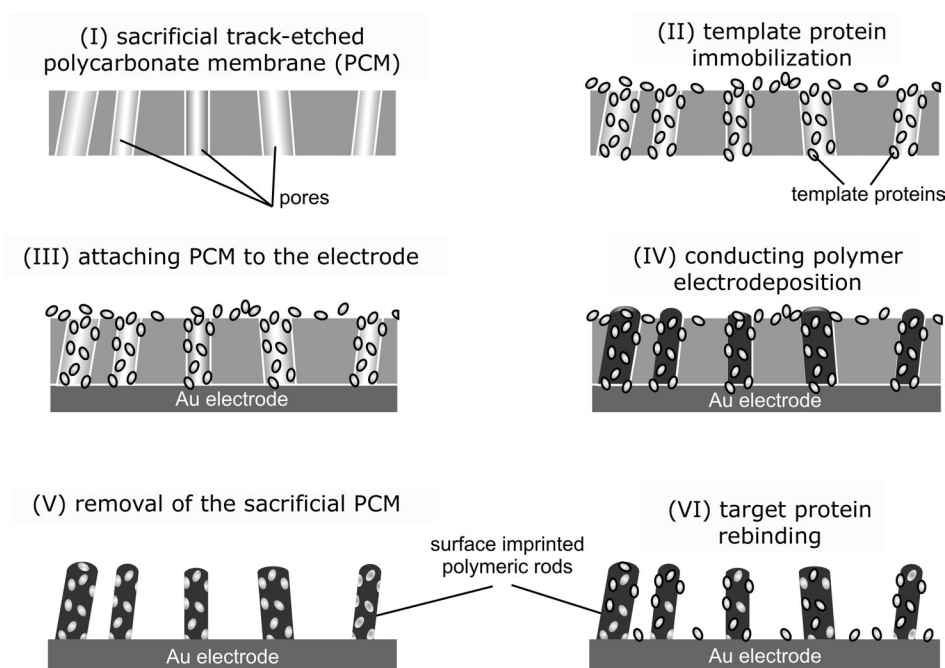 (I) sacrificial track-etched
polycarbonate membrane (PCM)
pores
(II) template protein
immobilization
template proteins
(III) attaching PCM to the electrode
Au electrode
(IV) conducting polymer
electrodeposition
Au electrode
(V) removal of the sacrificial PCM
surface imprinted
polymeric rods
Au electrode
(VI) target protein
rebinding
Au electrode